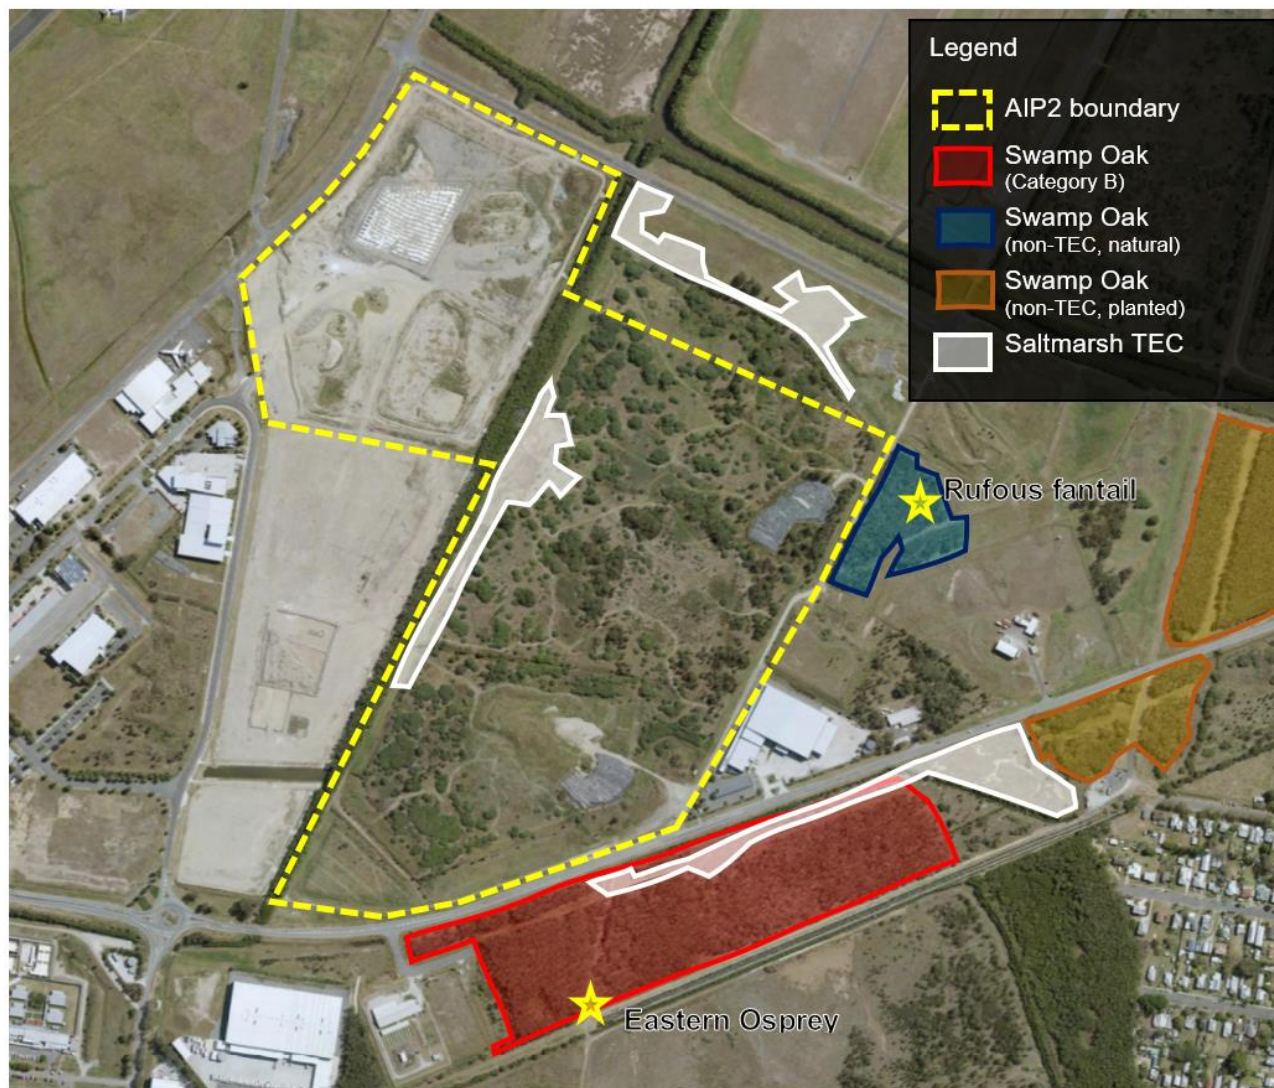 Legend
AIP2 boundary
Swamp Oak
(Category B)
Swamp Oak
(non-TEC, natural)
Swamp Oak
(non-TEC, planted)
Saltmarsh TEC
Rufous fantail
Eastern Osprey